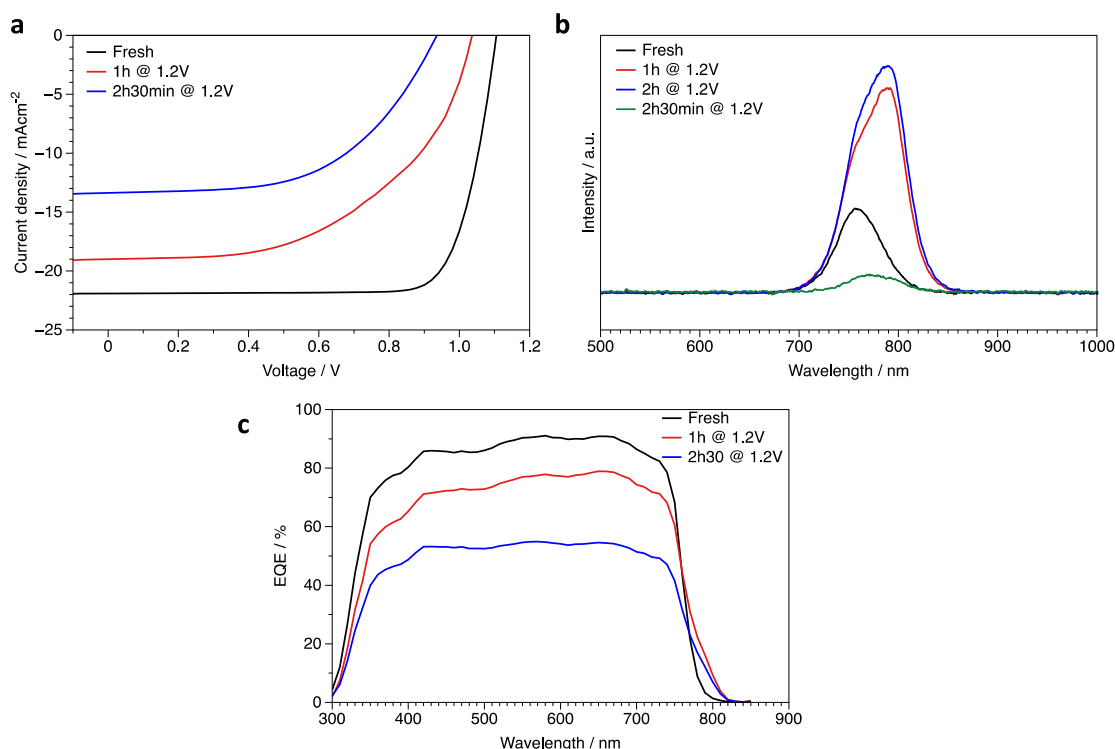 a
Fresh
1h @ 1.2V
2h30min @ 1.2V
Current density / mAcm⁻²
0
−5
−10
−15
−20
−25
0 0.2 0.4 0.6 0.8 1.0 1.2
Voltage / V
b
Fresh
1h @ 1.2V
2h @ 1.2V
2h30min @ 1.2V
Intensity / a.u.
500 600 700 800 900 1000
Wavelength / nm
c
Fresh
1h @ 1.2V
2h30 @ 1.2V
EQE / %
100
80
60
40
20
0
300 400 500 600 700 800 900
Wavelength / nm